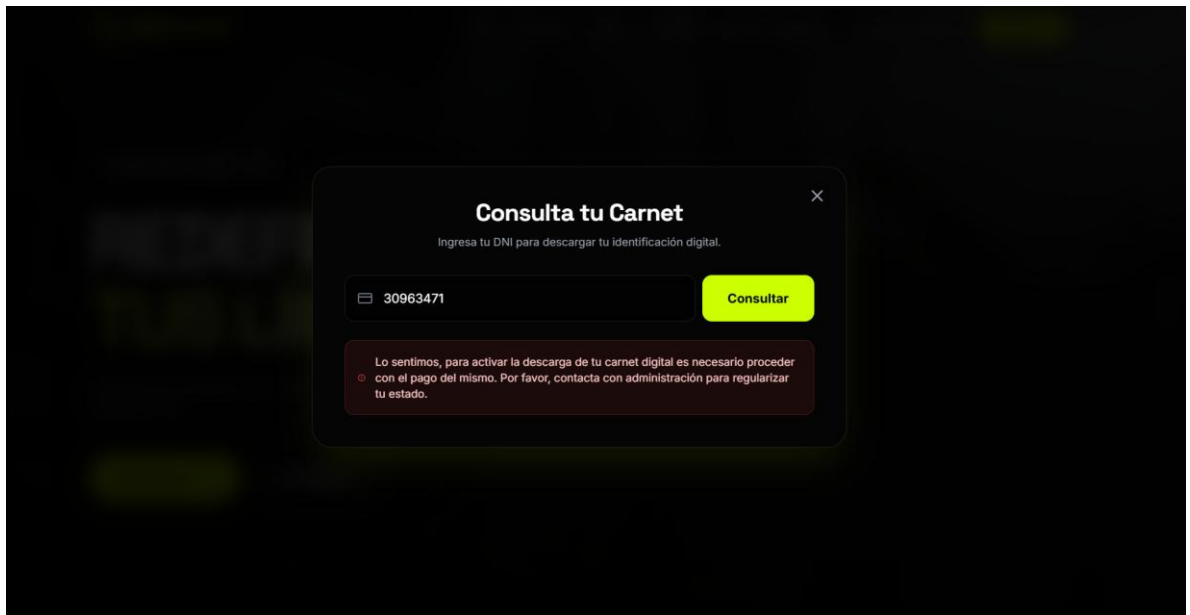 Consulta tu Carnet
Ingresa tu DNI para descargar tu identificación digital.
30963471
Consultar
Lo sentimos, para activar la descarga de tu carnet digital es necesario proceder
con el pago del mismo. Por favor, contacta con administración para regularizar
tu estado.